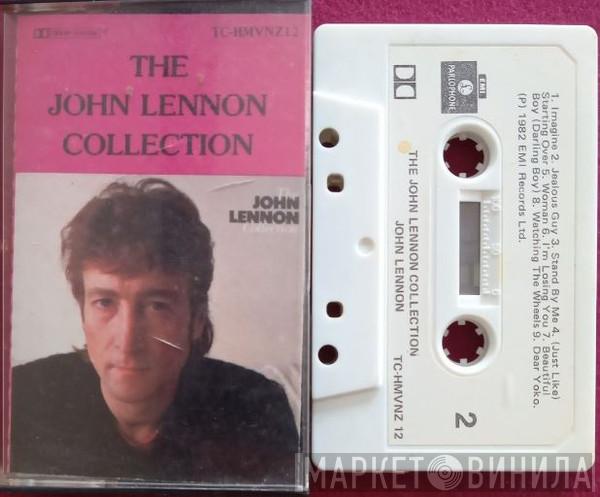 DOLBY SYSTEM
TC-HMVNZ12
THE
JOHN LENNON
COLLECTION
The
JOHN
LENNON
Collection
EMI
PARLOPHONE
1. Imagine 2. Jealous Guy 3. Stand By Me 4. (Just Like)
Starting Over 5. Woman 6. I'm Losing You 7. Beautiful
Boy (Darling Boy) 8. Watching The Wheels 9. Dear Yoko.
(P) 1982 EMI Records Ltd.
THE JOHN LENNON COLLECTION
JOHN LENNON
TC-HMVNZ 12
2
МАРКЕТ ВИНИЛА